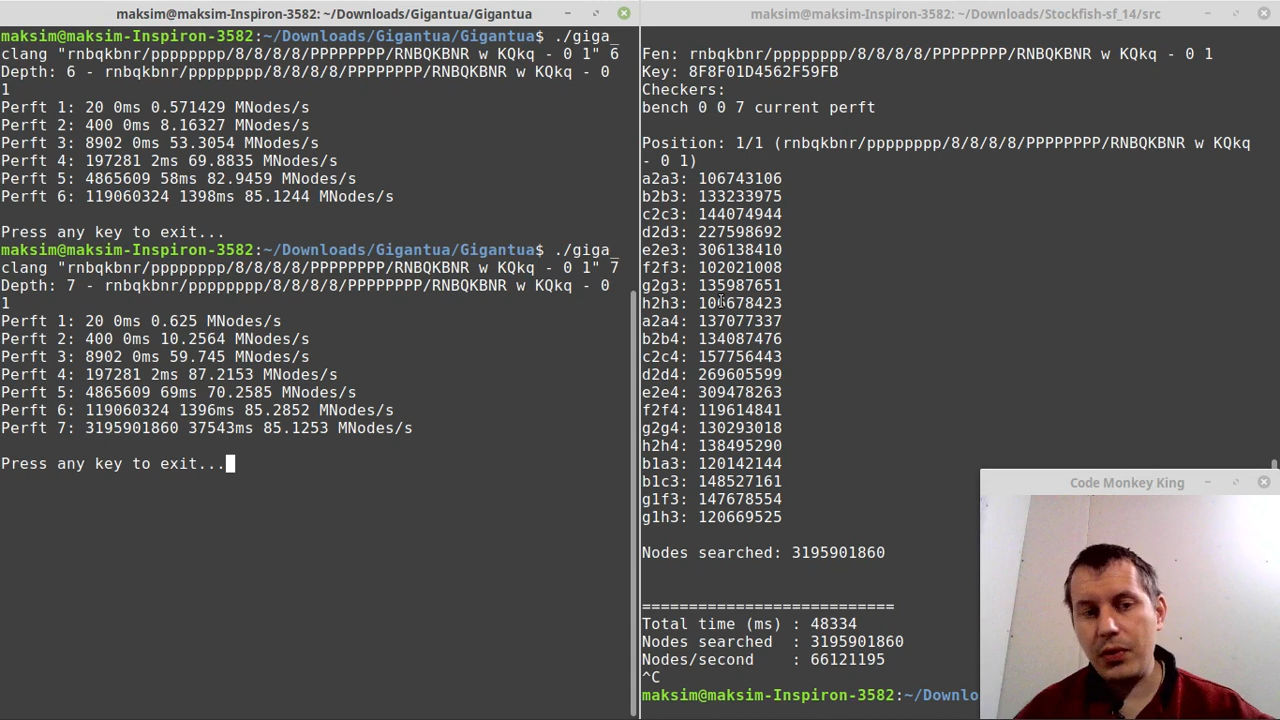 maksim@maksim-Inspiron-3582: ~/Downloads/Gigantua/Gigantua
maksim@maksim-Inspiron-3582:~/Downloads/Gigantua/Gigantua$ ./giga_
clang "rnbqkbnr/pppppppp/8/8/8/8/PPPPPPPP/RNBQKBNR w KQkq - 0 1" 6
Depth: 6 - rnbqkbnr/pppppppp/8/8/8/8/PPPPPPPP/RNBQKBNR w KQkq - 0
1
Perft 1: 20 0ms 0.571429 MNodes/s
Perft 2: 400 0ms 8.16327 MNodes/s
Perft 3: 8902 0ms 53.3054 MNodes/s
Perft 4: 197281 2ms 69.8835 MNodes/s
Perft 5: 4865609 58ms 82.9459 MNodes/s
Perft 6: 119060324 1398ms 85.1244 MNodes/s
Press any key to exit...
maksim@maksim-Inspiron-3582:~/Downloads/Gigantua/Gigantua$ ./giga_
clang "rnbqkbnr/pppppppp/8/8/8/8/PPPPPPPP/RNBQKBNR w KQkq - 0 1" 7
Depth: 7 - rnbqkbnr/pppppppp/8/8/8/8/PPPPPPPP/RNBQKBNR w KQkq - 0
1
Perft 1: 20 0ms 0.625 MNodes/s
Perft 2: 400 0ms 10.2564 MNodes/s
Perft 3: 8902 0ms 59.745 MNodes/s
Perft 4: 197281 2ms 87.2153 MNodes/s
Perft 5: 4865609 69ms 70.2585 MNodes/s
Perft 6: 119060324 1396ms 85.2852 MNodes/s
Perft 7: 3195901860 37543ms 85.1253 MNodes/s
Press any key to exit...
maksim@maksim-Inspiron-3582: ~/Downloads/Stockfish-sf_14/src
Fen: rnbqkbnr/pppppppp/8/8/8/8/PPPPPPPP/RNBQKBNR w KQkq - 0 1
Key: 8F8F01D4562F59FB
Checkers:
bench 0 0 7 current perft
Position: 1/1 (rnbqkbnr/pppppppp/8/8/8/8/PPPPPPPP/RNBQKBNR w KQkq
- 0 1)
a2a3: 106743106
b2b3: 133233975
c2c3: 144074944
d2d3: 227598692
e2e3: 306138410
f2f3: 102021008
g2g3: 135987651
h2h3: 106678423
a2a4: 137077337
b2b4: 134087476
c2c4: 157756443
d2d4: 269605599
e2e4: 309478263
f2f4: 119614841
g2g4: 130293018
h2h4: 138495290
b1a3: 120142144
b1c3: 148527161
g1f3: 147678554
g1h3: 120669525
Nodes searched: 3195901860
===========================
Total time (ms) : 48334
Nodes searched  : 3195901860
Nodes/second    : 66121195
^C
maksim@maksim-Inspiron-3582:~/Downlo
Code Monkey King